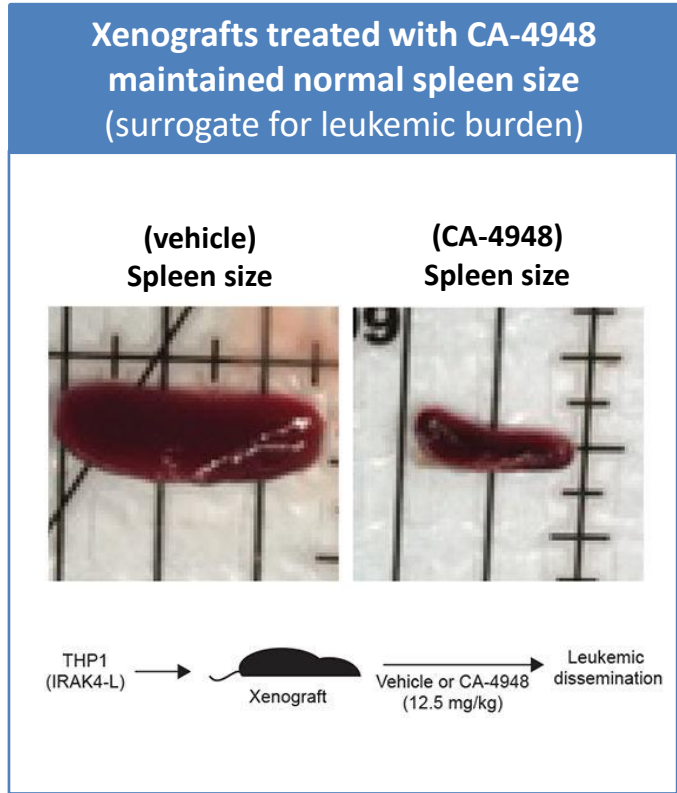 Xenografts treated with CA-4948
maintained normal spleen size
(surrogate for leukemic burden)
(vehicle)
Spleen size
(CA-4948)
Spleen size
THP1
(IRAK4-L)
Xenograft
Vehicle or CA-4948
(12.5 mg/kg)
Leukemic
dissemination